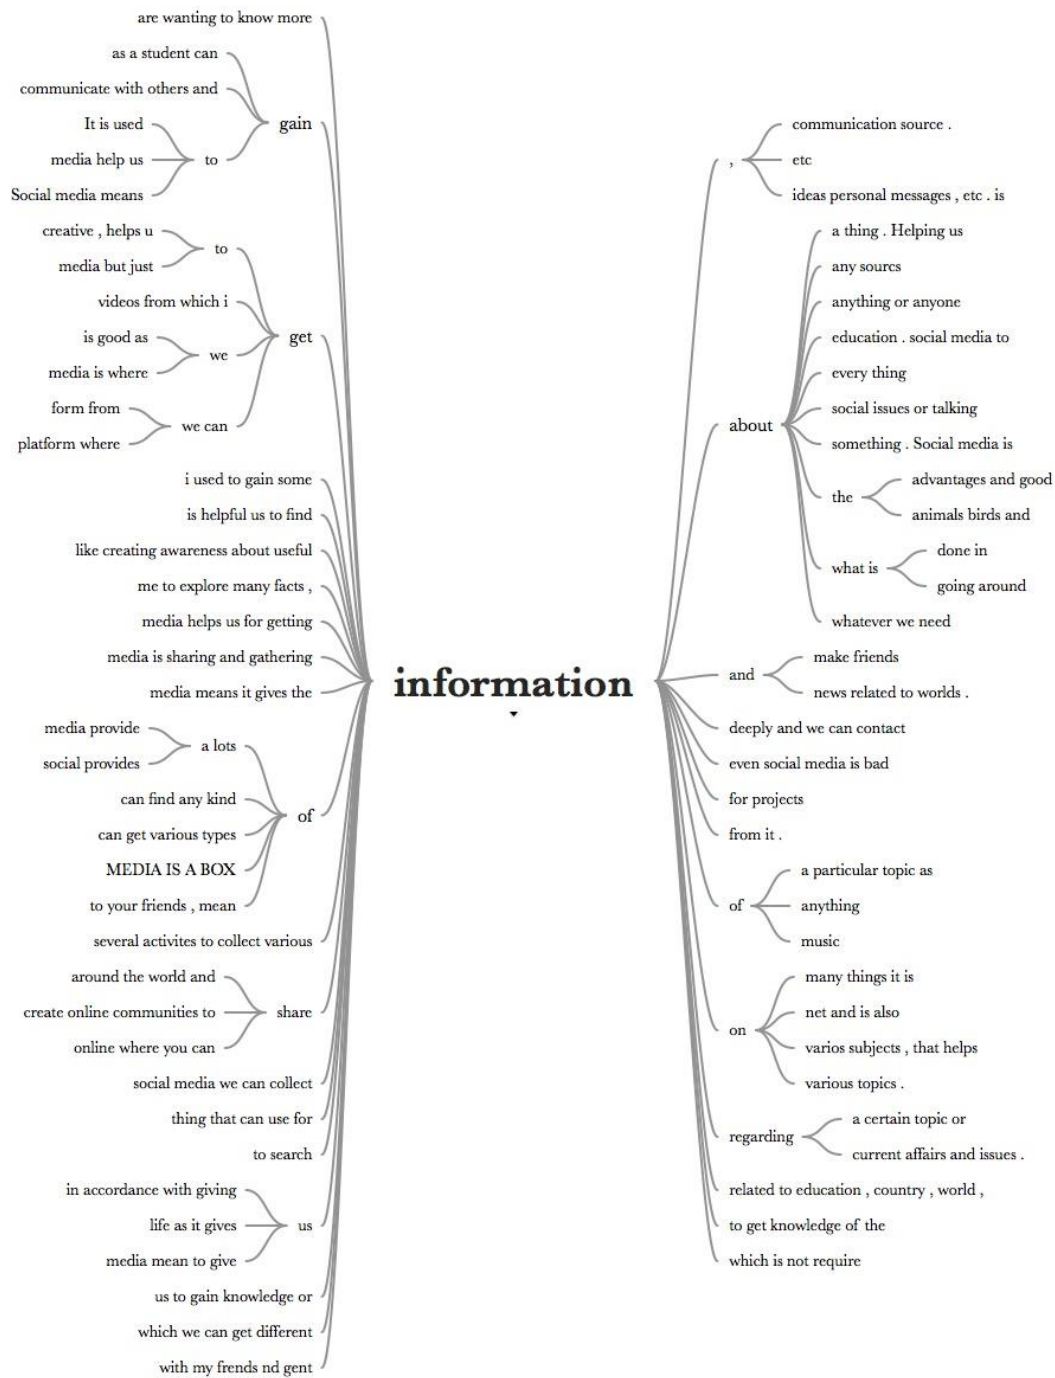 are wanting to know more
as a student can
communicate with others and
It is used
media help us
Social media means
to
gain
creative , helps u
media but just
to
videos from which i
is good as
media is where
we
form from
platform where
we can
get
i used to gain some
is helpful us to find
like creating awareness about useful
me to explore many facts ,
media helps us for getting
media is sharing and gathering
media means it gives the
media provide
social provides
a lots
can find any kind
can get various types
MEDIA IS A BOX
to your friends , mean
of
several activites to collect various
around the world and
create online communities to
online where you can
share
social media we can collect
thing that can use for
to search
in accordance with giving
life as it gives
media mean to give
us
us to gain knowledge or
which we can get different
with my frends nd gent
information
,
communication source .
etc
ideas personal messages , etc . is
about
a thing . Helping us
any sourcs
anything or anyone
education . social media to
every thing
social issues or talking
something . Social media is
the
advantages and good
animals birds and
what is
done in
going around
whatever we need
and
make friends
news related to worlds .
deeply and we can contact
even social media is bad
for projects
from it .
of
a particular topic as
anything
music
on
many things it is
net and is also
varios subjects , that helps
various topics .
regarding
a certain topic or
current affairs and issues .
related to education , country , world ,
to get knowledge of the
which is not require